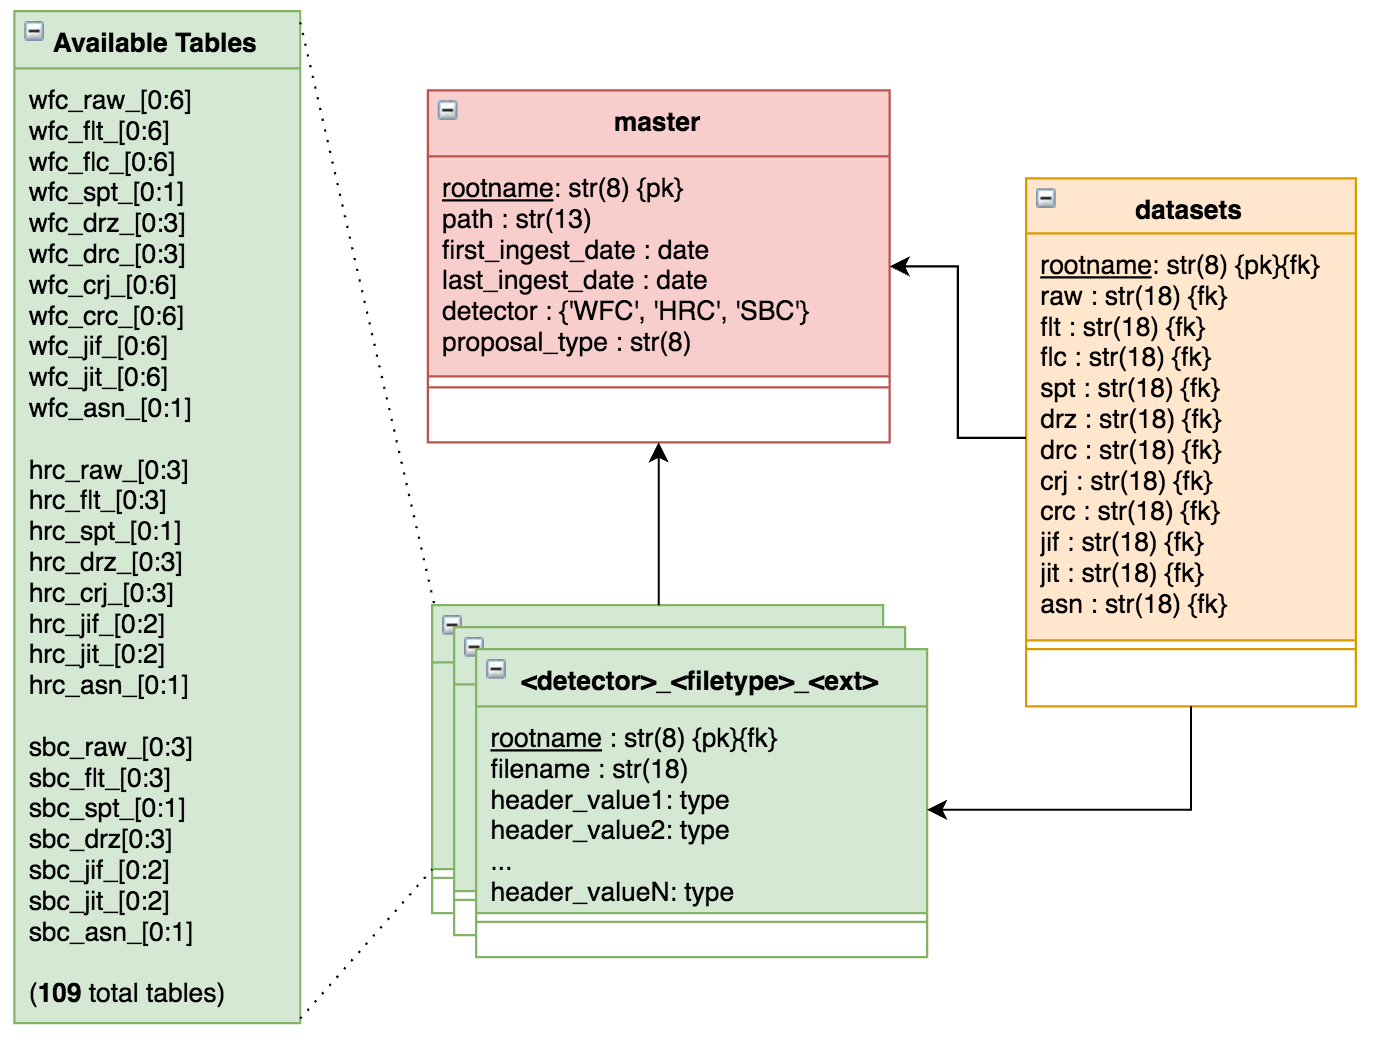 Available Tables
wfc_raw_[0:6]
wfc_flt_[0:6]
wfc_flc_[0:6]
wfc_spt_[0:1]
wfc_drz_[0:3]
wfc_drc_[0:3]
wfc_crj_[0:6]
wfc_crc_[0:6]
wfc_jif_[0:6]
wfc_jit_[0:6]
wfc_asn_[0:1]
hrc_raw_[0:3]
hrc_flt_[0:3]
hrc_spt_[0:1]
hrc_drz_[0:3]
hrc_crj_[0:3]
hrc_jif_[0:2]
hrc_jit_[0:2]
hrc_asn_[0:1]
sbc_raw_[0:3]
sbc_flt_[0:3]
sbc_spt_[0:1]
sbc_drz[0:3]
sbc_jif_[0:2]
sbc_jit_[0:2]
sbc_asn_[0:1]
(109 total tables)
master
rootname: str(8) {pk}
path : str(13)
first_ingest_date : date
last_ingest_date : date
detector : {'WFC', 'HRC', 'SBC'}
proposal_type : str(8)
datasets
rootname: str(8) {pk}{fk}
raw : str(18) {fk}
flt : str(18) {fk}
flc : str(18) {fk}
spt : str(18) {fk}
drz : str(18) {fk}
drc : str(18) {fk}
crj : str(18) {fk}
crc : str(18) {fk}
jif : str(18) {fk}
jit : str(18) {fk}
asn : str(18) {fk}
<detector>_<filetype>_<ext>
rootname : str(8) {pk}{fk}
filename : str(18)
header_value1: type
header_value2: type
...
header_valueN: type